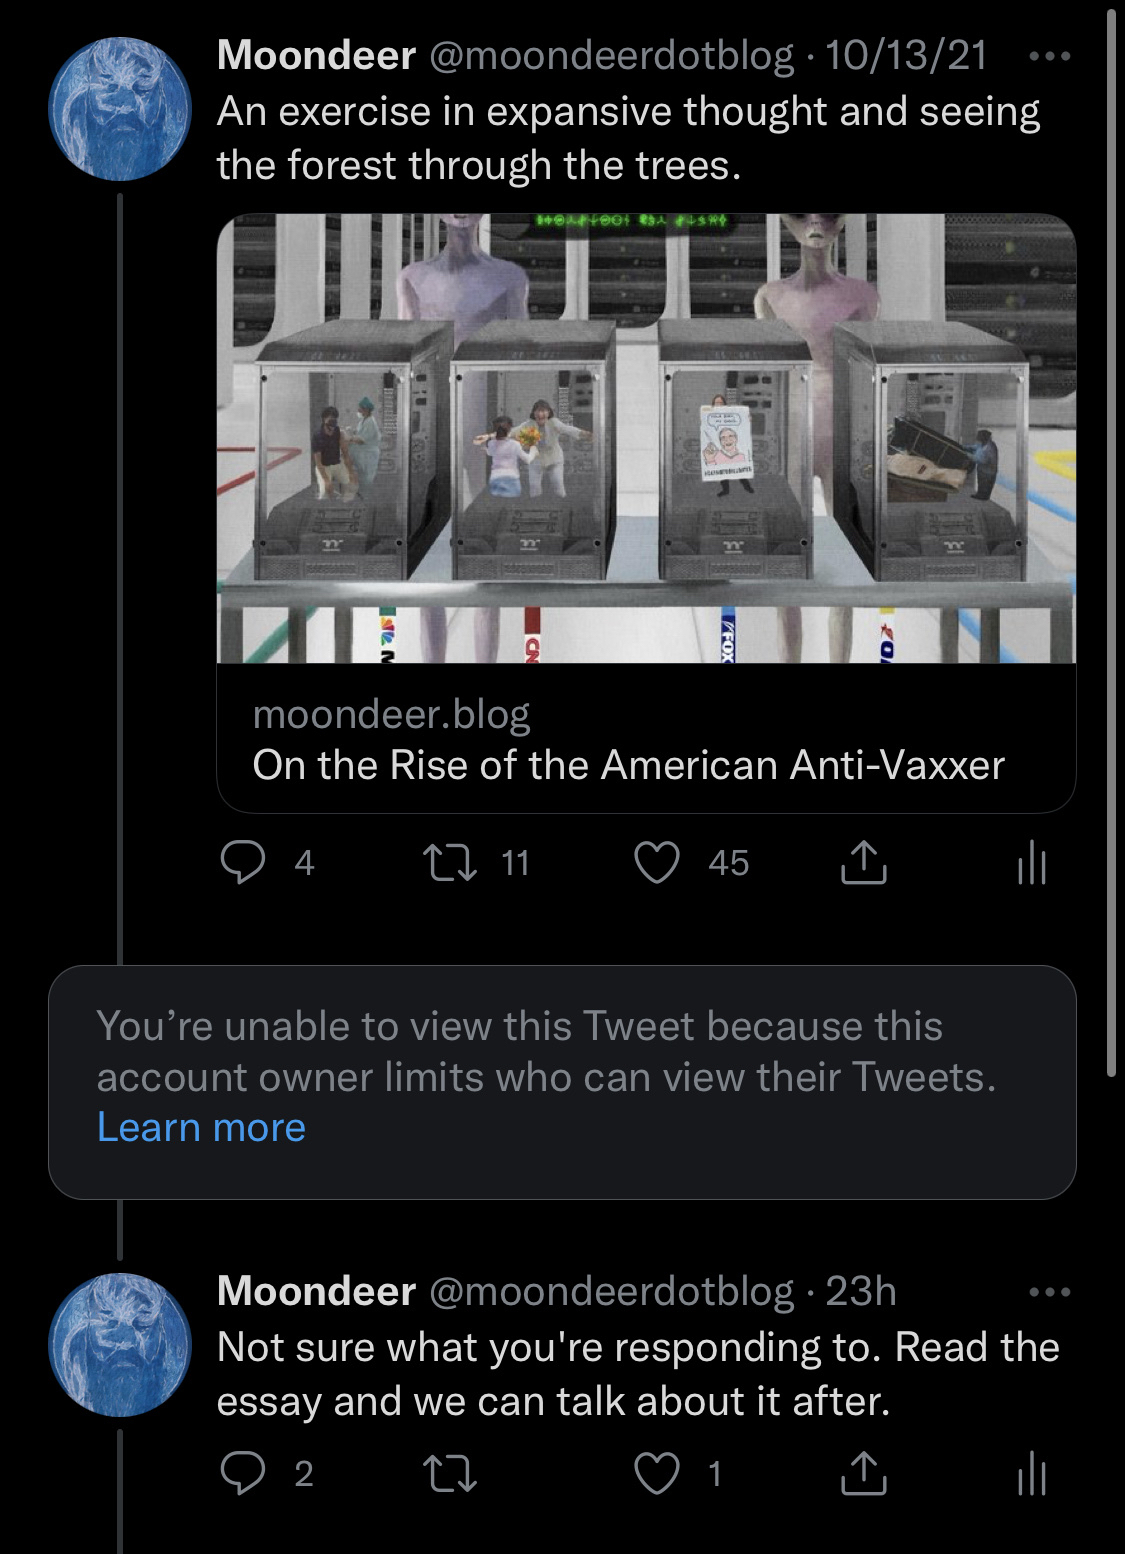 Moondeer @moondeerdotblog · 10/13/21
An exercise in expansive thought and seeing
the forest through the trees.
FOX
moondeer.blog
On the Rise of the American Anti-Vaxxer
4 11 45
You’re unable to view this Tweet because this
account owner limits who can view their Tweets.
Learn more
Moondeer @moondeerdotblog · 23h
Not sure what you're responding to. Read the
essay and we can talk about it after.
2 1